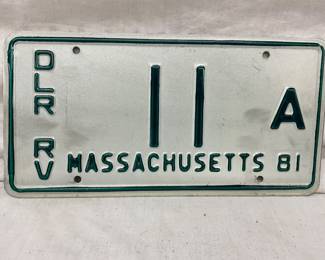 DLR
11 A
RV
MASSACHUSETTS 81